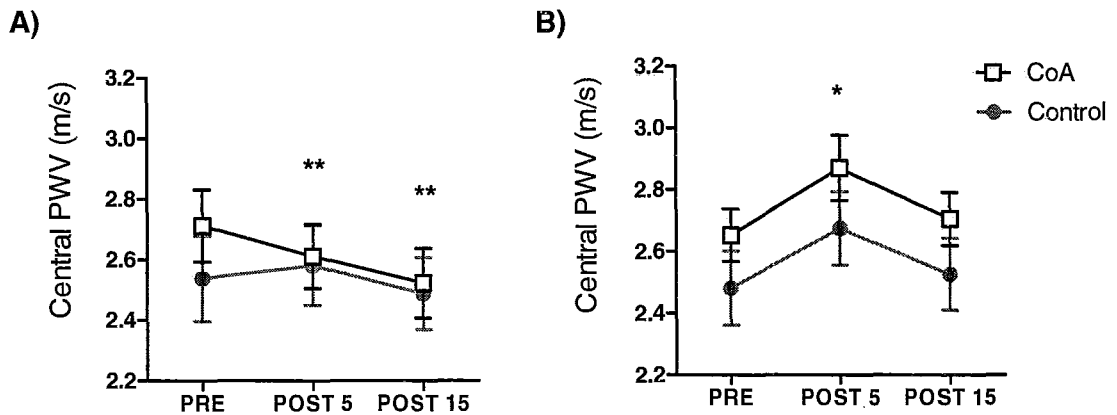 A)
Central PWV (m/s)
3.2
3.0
2.8
2.6
2.4
2.2
**
**
PRE POST 5 POST 15
B)
Central PWV (m/s)
3.2
3.0
2.8
2.6
2.4
2.2
*
PRE POST 5 POST 15
CoA
Control